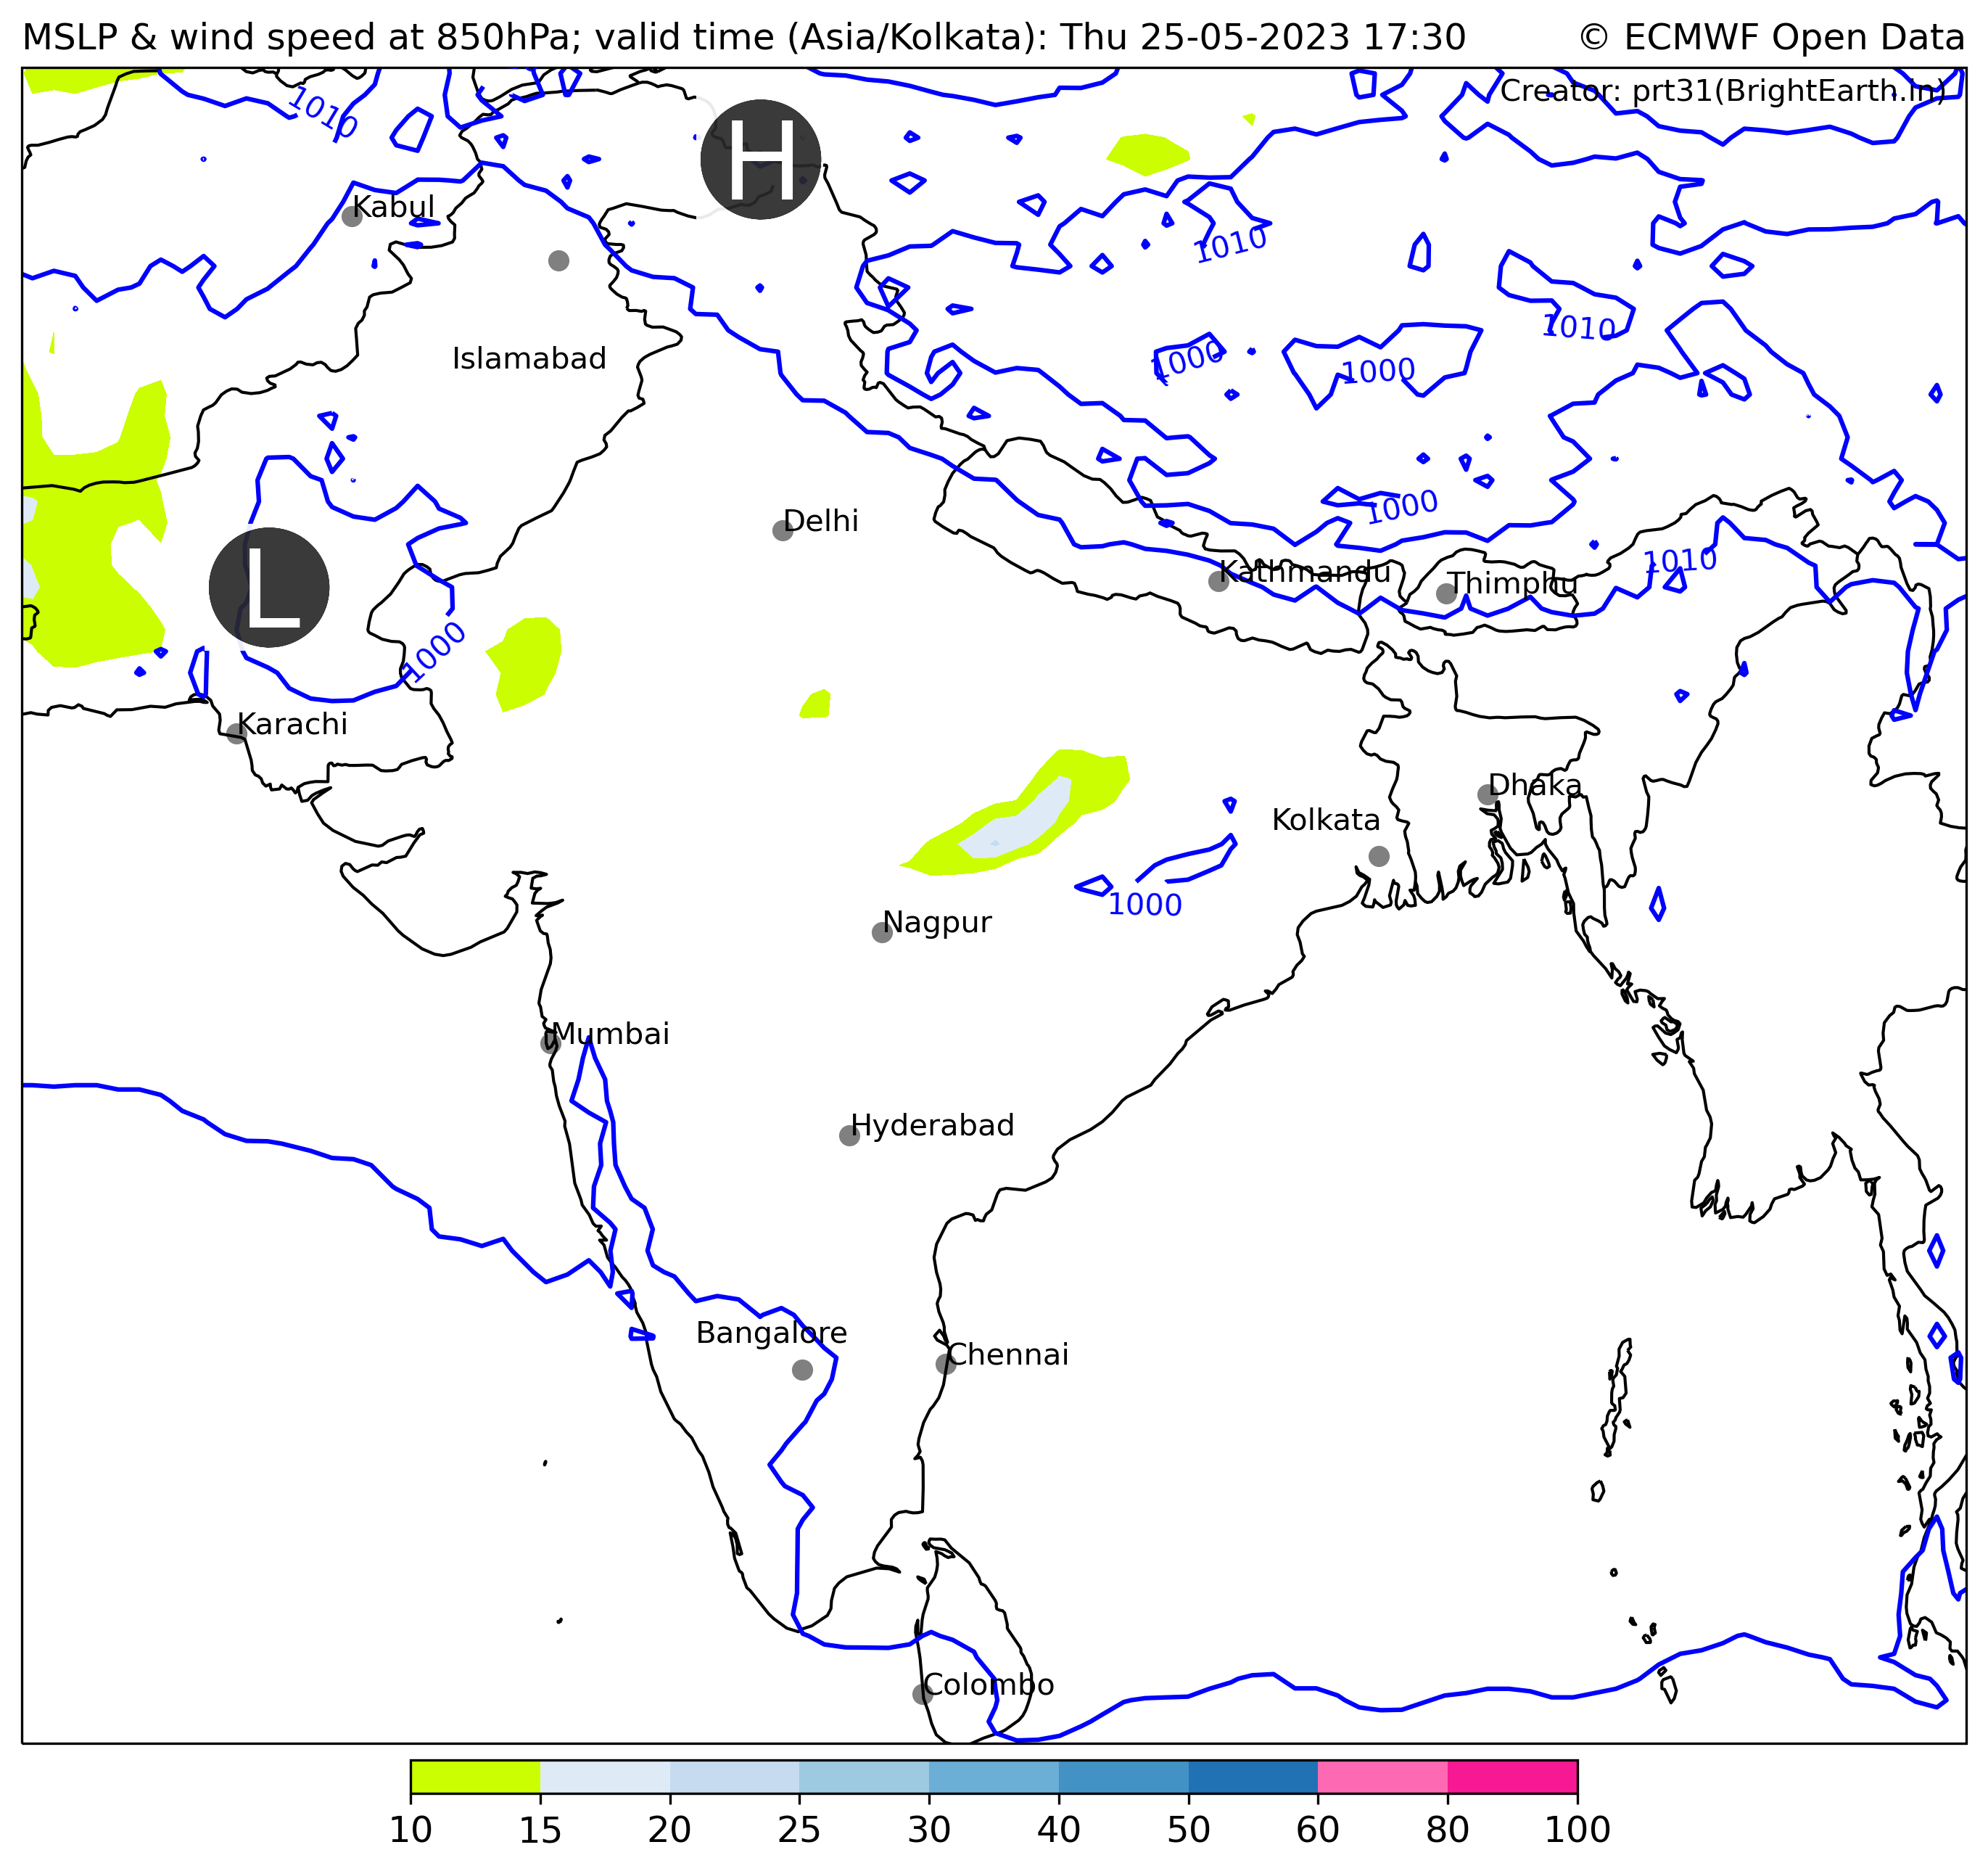 MSLP & wind speed at 850hPa; valid time (Asia/Kolkata): Thu 25-05-2023 17:30 © ECMWF Open Data
Creator: prt31(BrightEarth.in)
1010
H
Kabul
1010
1010
Islamabad
1000
1000
1000
Delhi
L
Kathmandu
Thimphu
1010
1000
Karachi
Dhaka
Kolkata
1000
Nagpur
Mumbai
Hyderabad
Bangalore
Chennai
Colombo
10 15 20 25 30 40 50 60 80 100